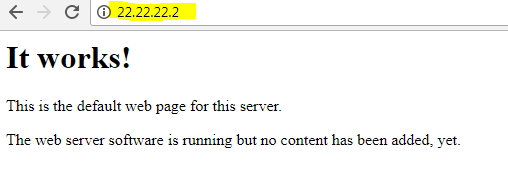 22.22.22.2
It works!
This is the default web page for this server.
The web server software is running but no content has been added, yet.